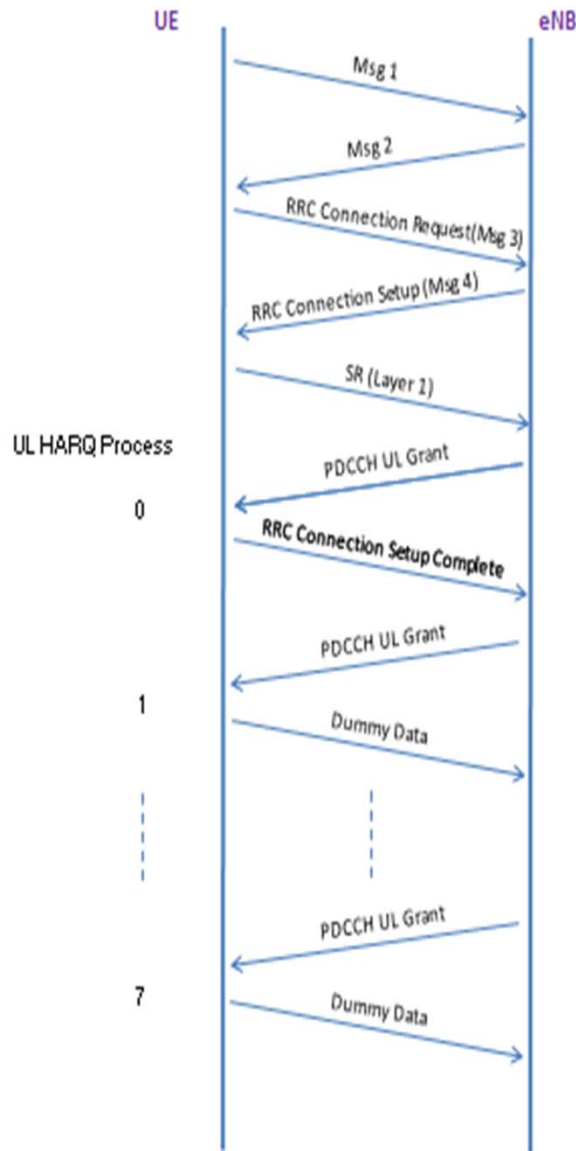 UE eNB
Msg 1
Msg 2
RRC Connection Request(Msg 3)
RRC Connection Setup (Msg 4)
SR (Layer 1)
UL HARQ Process
PDCCH UL Grant
0
RRC Connection Setup Complete
PDCCH UL Grant
1
Dummy Data
PDCCH UL Grant
7
Dummy Data